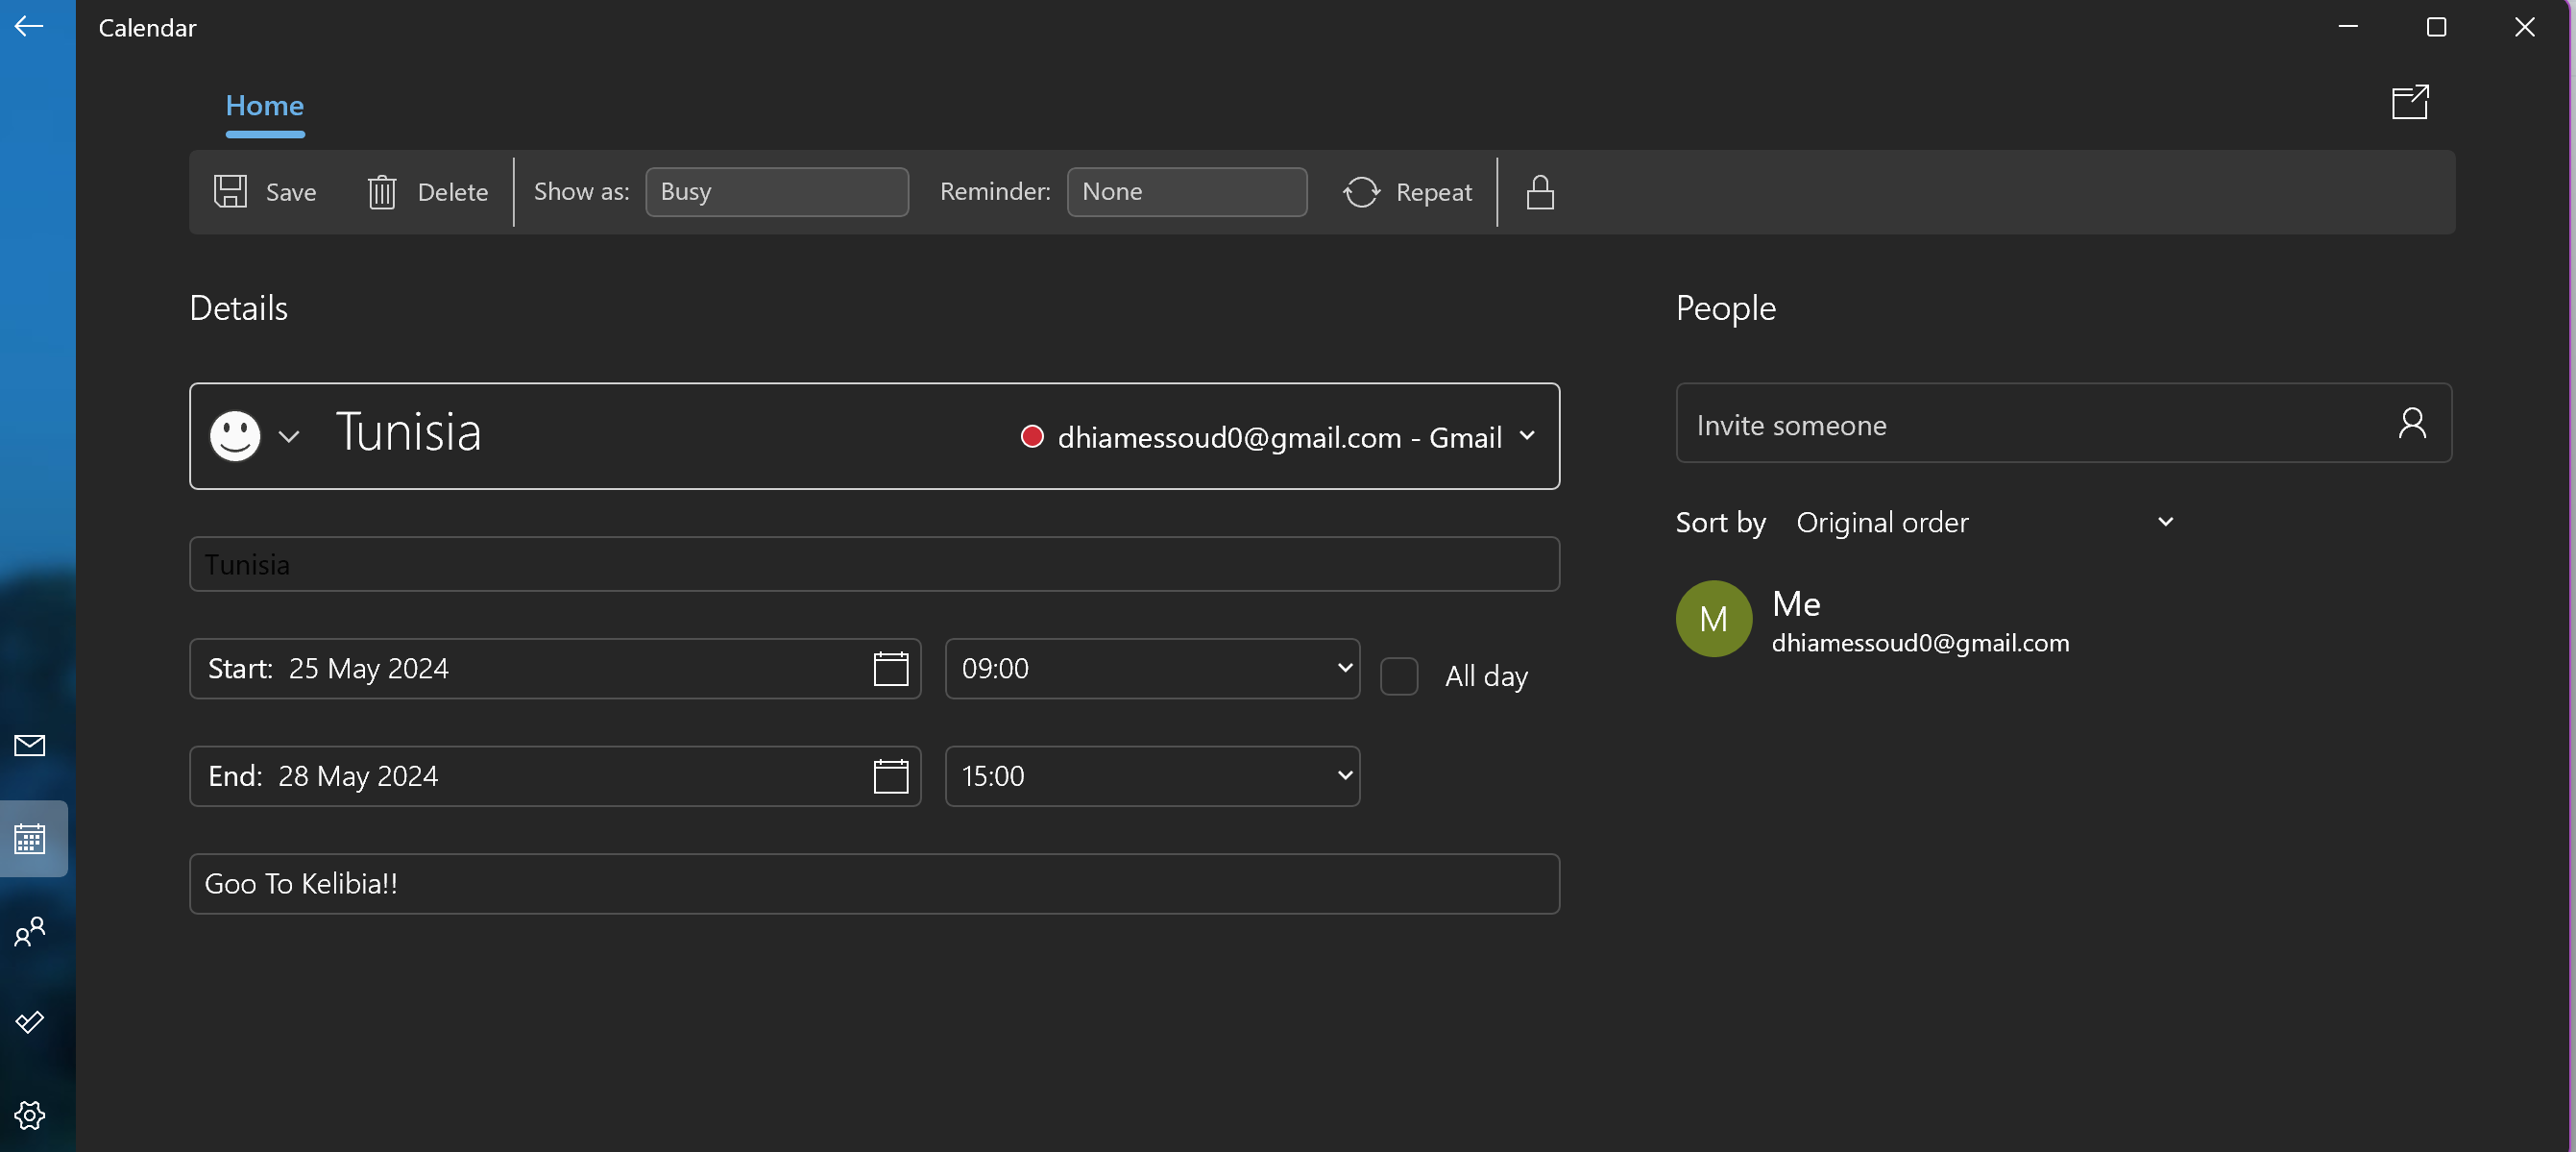 Calendar
Home
Save Delete Show as: Busy Reminder: None Repeat
Details
People
Tunisia dhiamessoud0@gmail.com - Gmail
Invite someone
Sort by Original order
Tunisia
M Me
dhiamessoud0@gmail.com
Start: 25 May 2024 09:00 All day
End: 28 May 2024 15:00
Goo To Kelibia!!